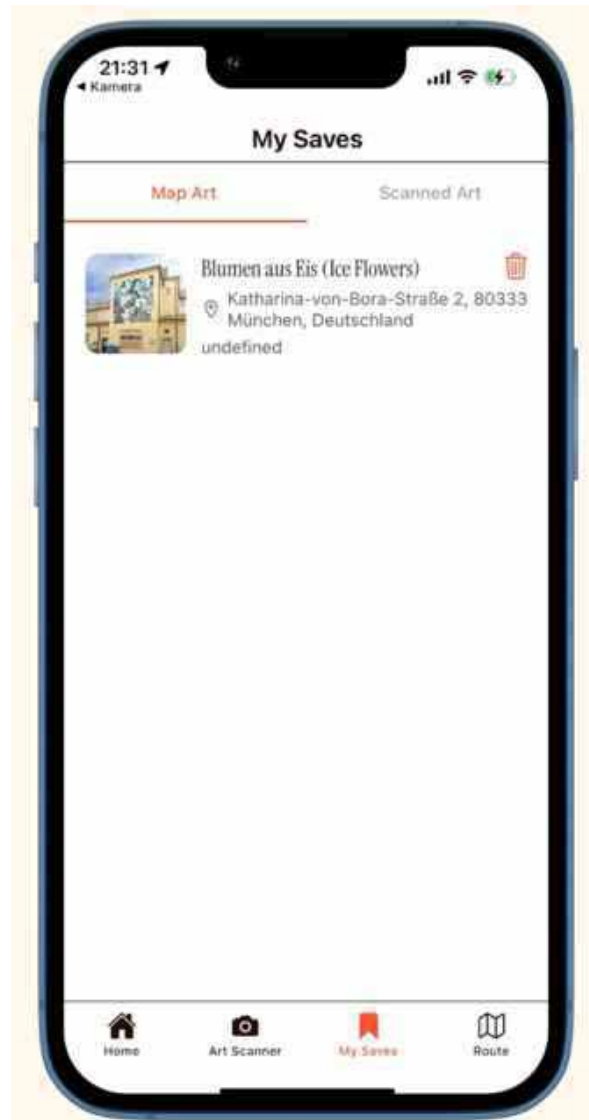 21:31
◀ Kamera
My Saves
Map Art
Scanned Art
Blumen aus Eis (Ice Flowers)
Katharina-von-Bora-Straße 2, 80333
München, Deutschland
undefined
Home
Art Scanner
My Saves
Route